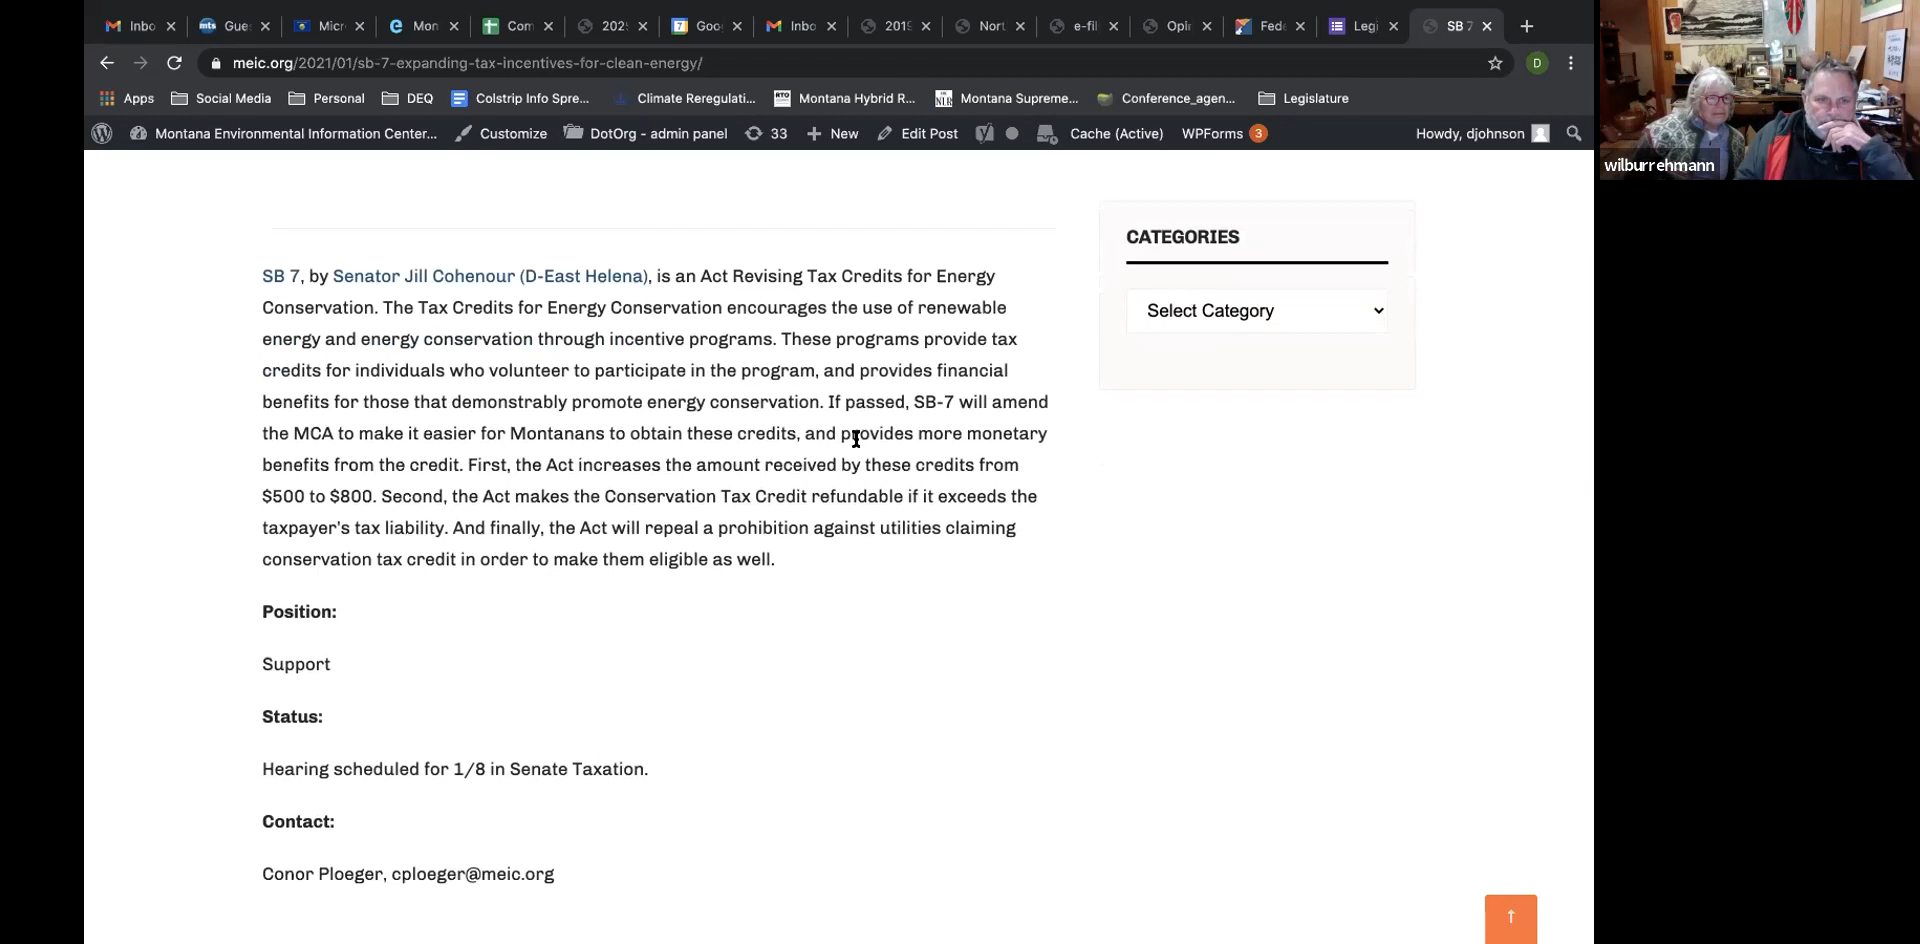 Inbo
Gue
Micr
Mon
Com
2025
Goo
Inbo
2019
Nort
e-fil
Opi
Fede
Legi
SB 7
meic.org/2021/01/sb-7-expanding-tax-incentives-for-clean-energy/
D
Apps
Social Media
Personal
DEQ
Colstrip Info Spre...
Climate Reregulati...
Montana Hybrid R...
Montana Supreme...
Conference_agen...
Legislature
Montana Environmental Information Center...
Customize
DotOrg - admin panel
33
New
Edit Post
Cache (Active)
WPForms 3
Howdy, djohnson
wilburrehmann
SB 7, by Senator Jill Cohenour (D-East Helena), is an Act Revising Tax Credits for Energy
Conservation. The Tax Credits for Energy Conservation encourages the use of renewable
energy and energy conservation through incentive programs. These programs provide tax
credits for individuals who volunteer to participate in the program, and provides financial
benefits for those that demonstrably promote energy conservation. If passed, SB-7 will amend
the MCA to make it easier for Montanans to obtain these credits, and provides more monetary
benefits from the credit. First, the Act increases the amount received by these credits from
$500 to $800. Second, the Act makes the Conservation Tax Credit refundable if it exceeds the
taxpayer's tax liability. And finally, the Act will repeal a prohibition against utilities claiming
conservation tax credit in order to make them eligible as well.
Position:
Support
Status:
Hearing scheduled for 1/8 in Senate Taxation.
Contact:
Conor Ploeger, cploeger@meic.org
CATEGORIES
Select Category